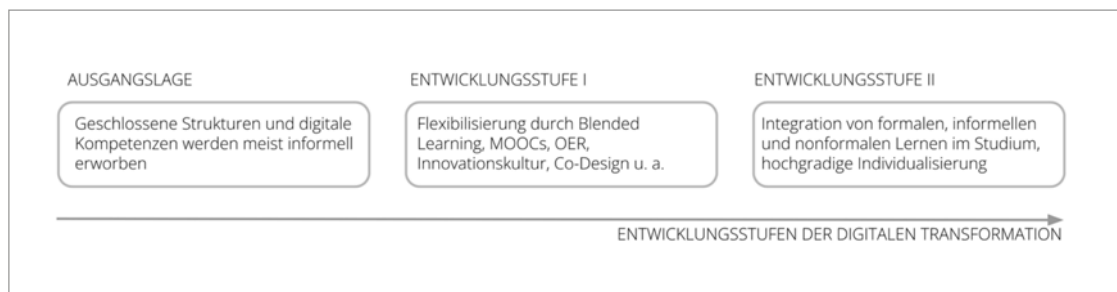 AUSGANGSLAGE
Geschlossene Strukturen und digitale
Kompetenzen werden meist informell
erworben
ENTWICKLUNGSSTUFE I
Flexibilisierung durch Blended
Learning, MOOCs, OER,
Innovationskultur, Co-Design u. a.
ENTWICKLUNGSSTUFE II
Integration von formalen, informellen
und nonformalen Lernen im Studium,
hochgradige Individualisierung
ENTWICKLUNGSSTUFEN DER DIGITALEN TRANSFORMATION